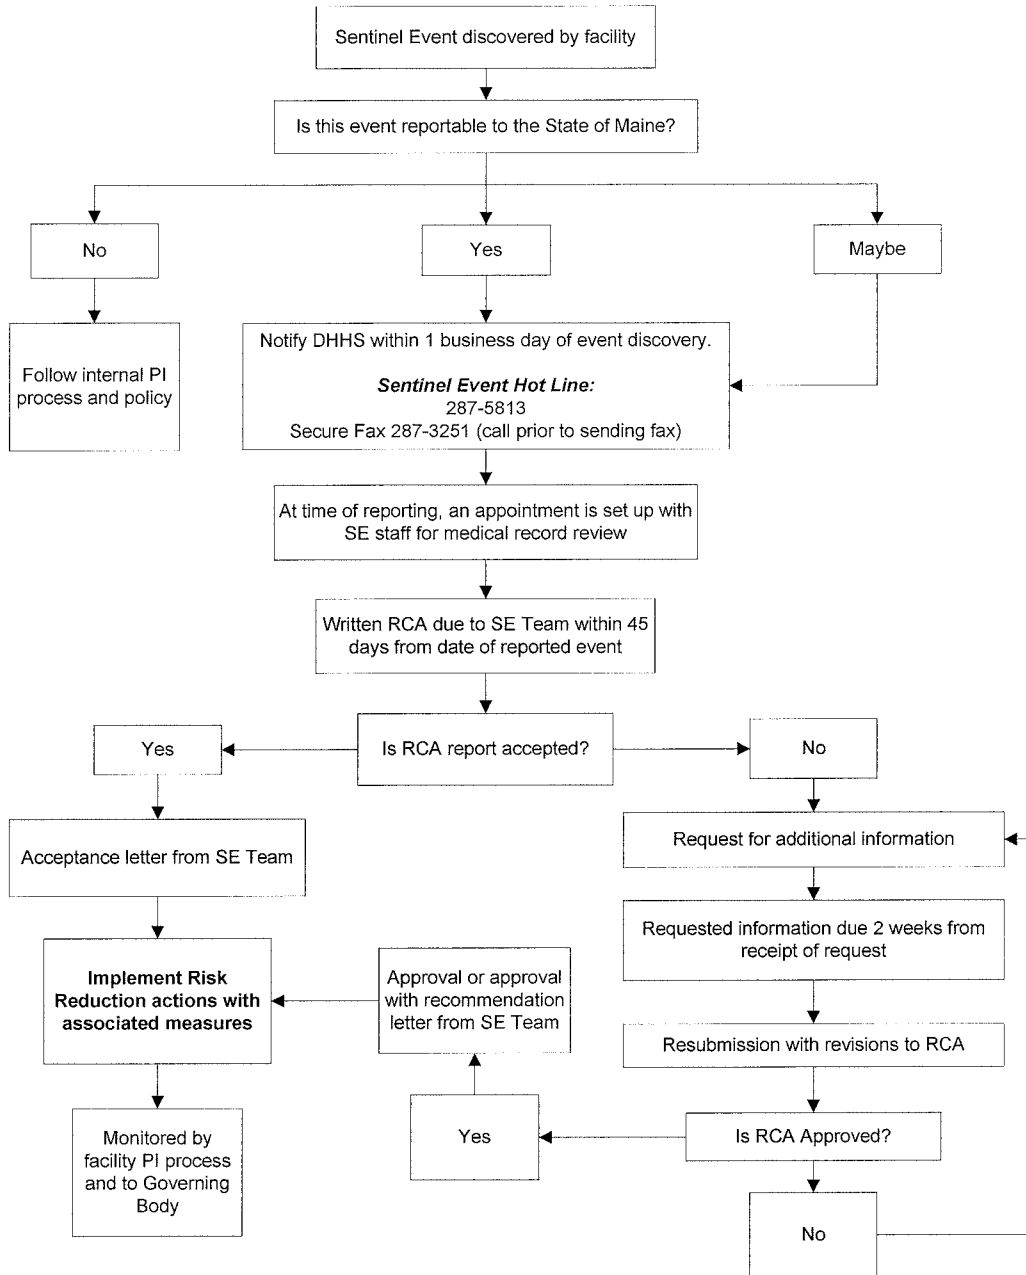 Sentinel Event discovered by facility
Is this event reportable to the State of Maine?
No
Yes
Maybe
Follow internal PI
process and policy
Notify DHHS within 1 business day of event discovery.
Sentinel Event Hot Line:
287-5813
Secure Fax 287-3251 (call prior to sending fax)
At time of reporting, an appointment is set up with
SE staff for medical record review
Written RCA due to SE Team within 45
days from date of reported event
Is RCA report accepted?
Yes
No
Acceptance letter from SE Team
Request for additional information
Requested information due 2 weeks from
receipt of request
Implement Risk
Reduction actions with
associated measures
Approval or approval
with recommendation
letter from SE Team
Resubmission with revisions to RCA
Is RCA Approved?
Yes
Monitored by
facility PI process
and to Governing
Body
No